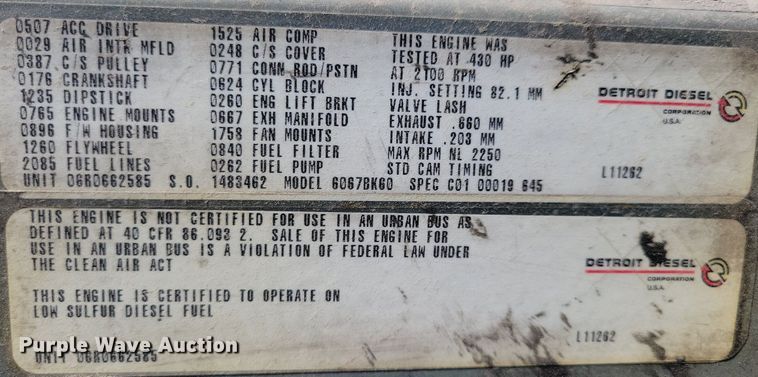 0507 ACC DRIVE 1525 AIR COMP THIS ENGINE WAS
0029 AIR INTK MFLD 0248 C/S COVER TESTED AT 430 HP
0387 C/S PULLEY 0771 CONN ROD/PSTN AT 2100 RPM
0176 CRANKSHAFT 0624 CYL BLOCK INJ. SETTING 82.1 MM
1235 DIPSTICK 0260 ENG LIFT BRKT VALVE LASH
0765 ENGINE MOUNTS 0667 EXH MANIFOLD EXHAUST .660 MM
0896 F/W HOUSING 1758 FAN MOUNTS INTAKE .203 MM
1260 FLYWHEEL 0840 FUEL FILTER MAX RPM NL 2250
2085 FUEL LINES 0262 FUEL PUMP STD CAM TIMING
UNIT 06R0662585 S.O. 1483462 MODEL 6067BK60 SPEC C01 00019 645
DETROIT DIESEL
CORPORATION
U.S.A.
L11262
THIS ENGINE IS NOT CERTIFIED FOR USE IN AN URBAN BUS AS
DEFINED AT 40 CFR 86.093 2. SALE OF THIS ENGINE FOR
USE IN AN URBAN BUS IS A VIOLATION OF FEDERAL LAW UNDER
THE CLEAN AIR ACT
THIS ENGINE IS CERTIFIED TO OPERATE ON
LOW SULFUR DIESEL FUEL
DETROIT DIESEL
CORPORATION
U.S.A.
L11262
UNIT 06R0662585
Purple Wave Auction